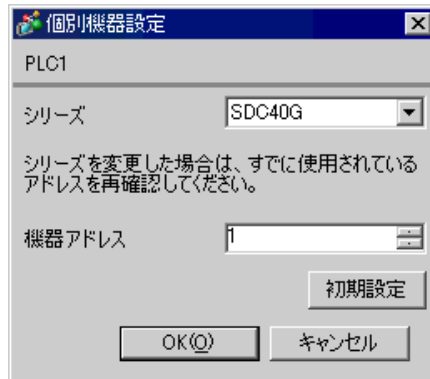 個別機器設定
PLC1
シリーズ
SDC40G
シリーズを変更した場合は、すでに使用されている
アドレスを再確認してください。
機器アドレス
1
初期設定
OK(O)
キャンセル